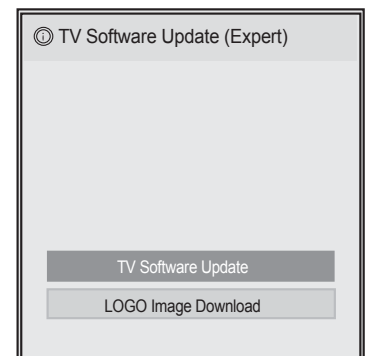 ⓘ TV Software Update (Expert)
TV Software Update
LOGO Image Download